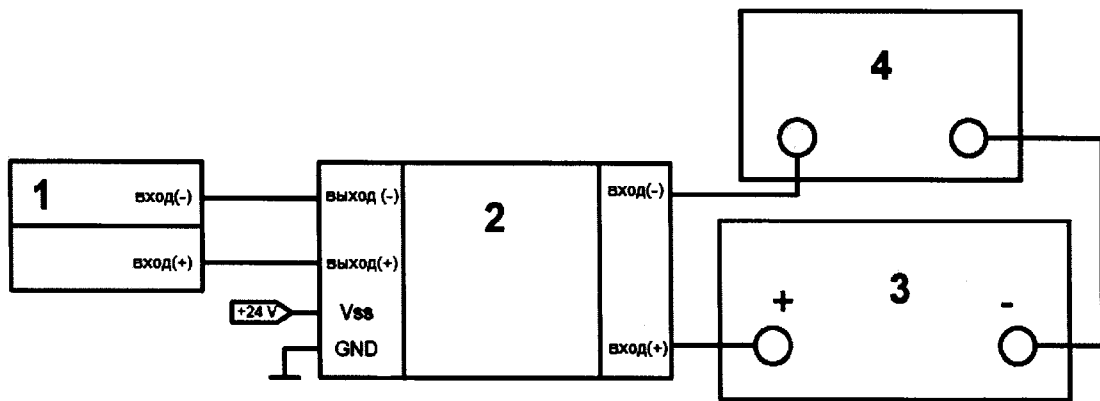 4
1
вход(-)
выход (-)
2
вход(-)
вход(+)
выход(+)
3
+
-
+24 V
Vss
GND
вход(+)